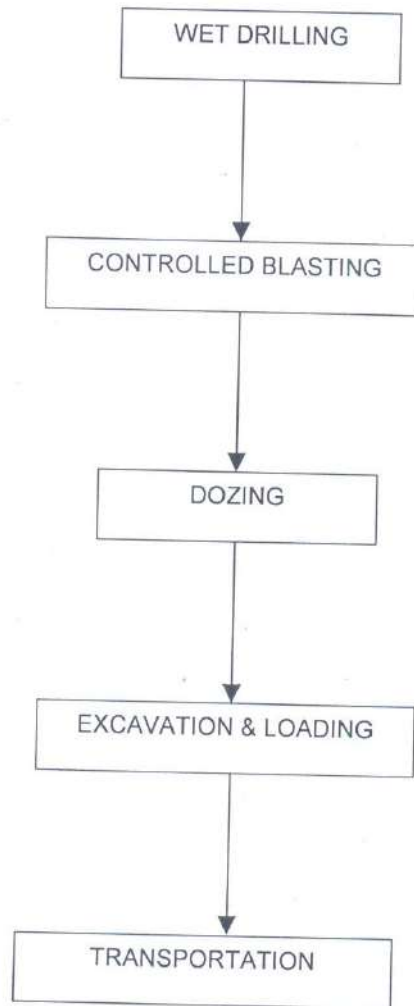 WET DRILLING
CONTROLLED BLASTING
DOZING
EXCAVATION & LOADING
TRANSPORTATION